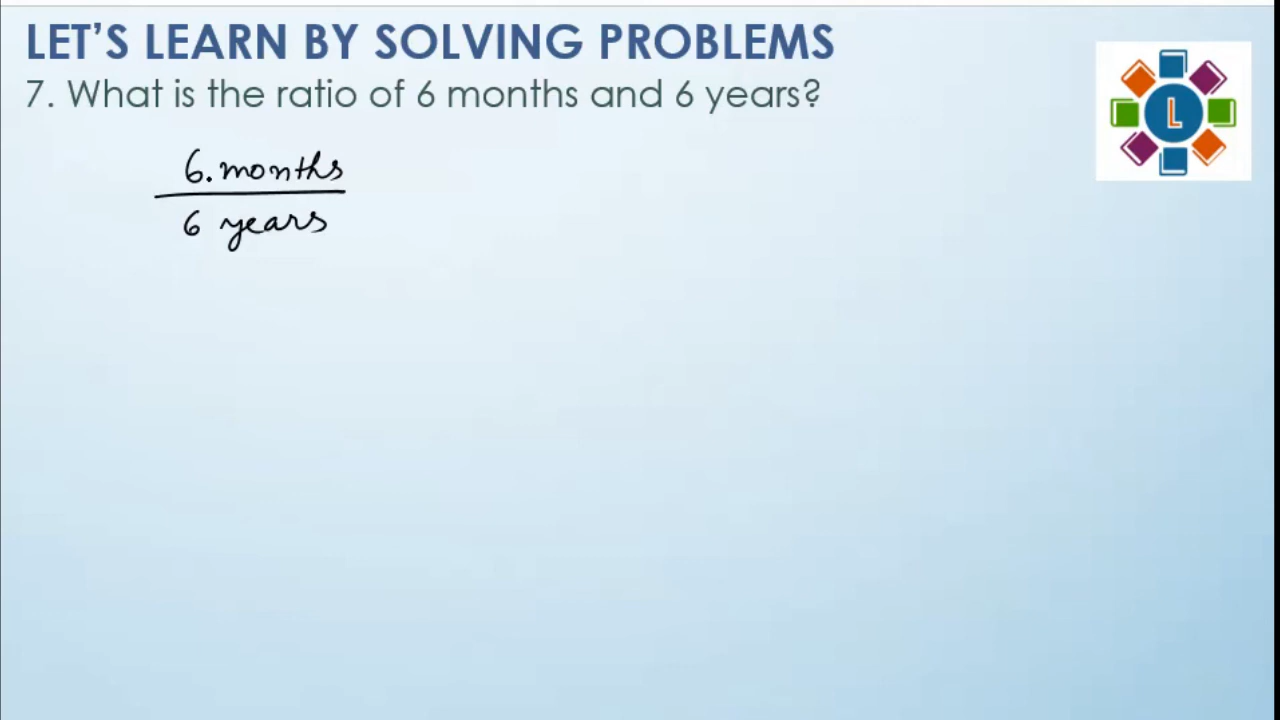 LET'S LEARN BY SOLVING PROBLEMS
7. What is the ratio of 6 months and 6 years?
6. months
6 years
L